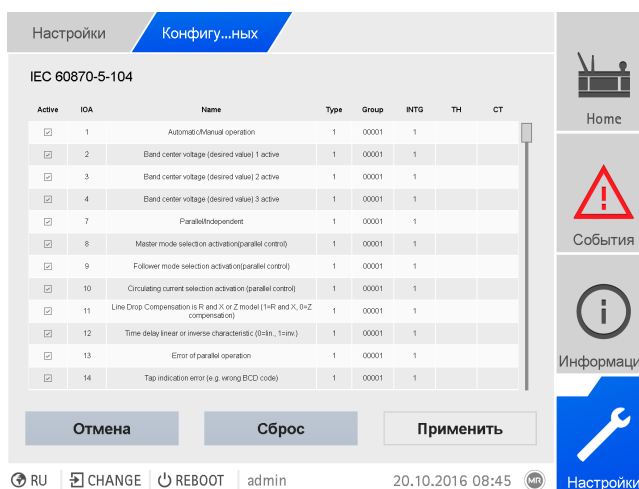 Настройки Конфигу...ных
IEC 60870-5-104
Active IOA Name Type Group INTG TH CT
1 Automatic/Manual operation 1 00001 1
2 Band center voltage (desired value) 1 active 1 00001 1
3 Band center voltage (desired value) 2 active 1 00001 1
4 Band center voltage (desired value) 3 active 1 00001 1
7 Parallel/Independent 1 00001 1
8 Master mode selection activation(parallel control) 1 00001 1
9 Follower mode selection activation(parallel control) 1 00001 1
10 Circulating current selection activation (parallel control) 1 00001 1
11 Line Drop Compensation is R and X or Z model (1=R and X, 0=Z
compensation) 1 00001 1
12 Time delay linear or inverse characteristic (0=lin., 1=inv.) 1 00001 1
13 Error of parallel operation 1 00001 1
14 Tap indication error (e.g. wrong BCD code) 1 00001 1
Отмена Сброс Применить
RU CHANGE REBOOT admin 20.10.2016 08:45 MR
Home
События
Информаци
Настройки